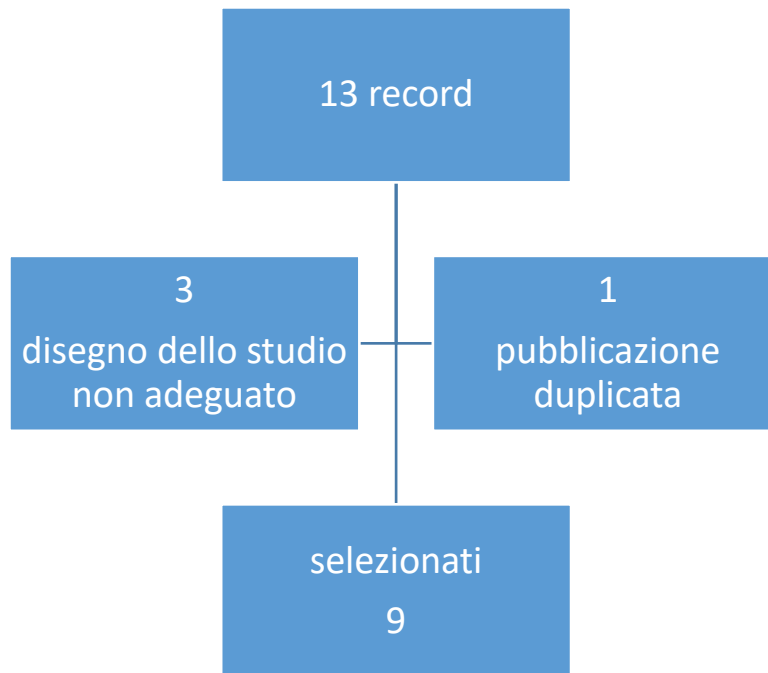 13 record
3
disegno dello studio
non adeguato
1
pubblicazione
duplicata
selezionati
9